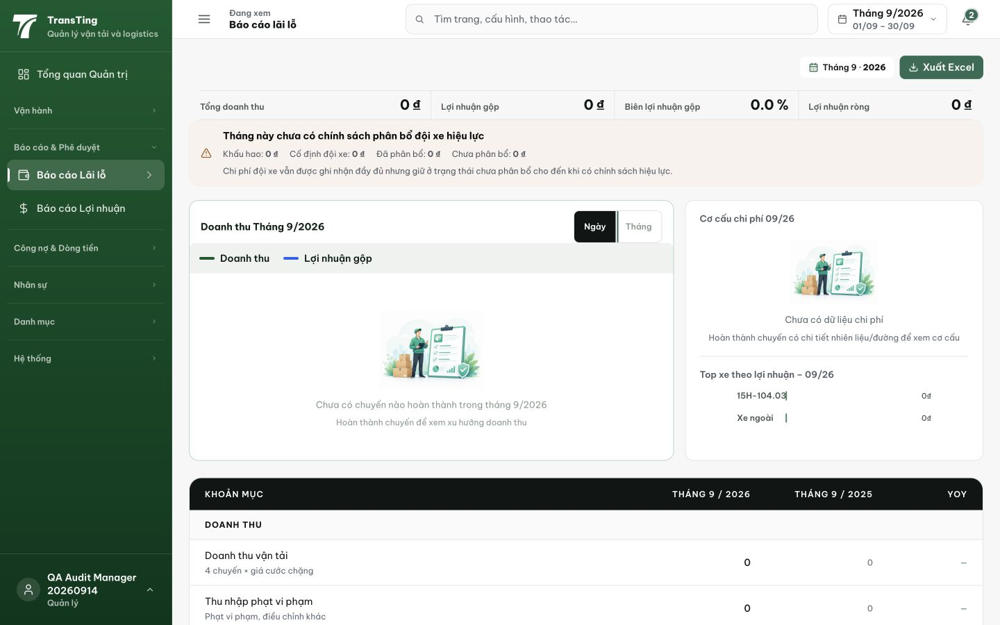 TransTing
Quản lý vận tải và logistics
Tổng quan Quản trị
Vận hành
Báo cáo & Phê duyệt
Báo cáo Lãi lỗ
Báo cáo Lợi nhuận
Công nợ & Dòng tiền
Nhân sự
Danh mục
Hệ thống
QA Audit Manager
20260914
Quản lý
Đang xem
Báo cáo lãi lỗ
Tìm trang, cấu hình, thao tác...
Tháng 9/2026
01/09 – 30/09
2
Tháng 9 · 2026
Xuất Excel
Tổng doanh thu 0 ₫
Lợi nhuận gộp 0 ₫
Biên lợi nhuận gộp 0.0 %
Lợi nhuận ròng 0 ₫
Tháng này chưa có chính sách phân bổ đội xe hiệu lực
Khấu hao: 0 ₫ Cố định đội xe: 0 ₫ Đã phân bổ: 0 ₫ Chưa phân bổ: 0 ₫
Chi phí đội xe vẫn được ghi nhận đầy đủ nhưng giữ ở trạng thái chưa phân bổ cho đến khi có chính sách hiệu lực.
Doanh thu Tháng 9/2026
Ngày Tháng
Doanh thu Lợi nhuận gộp
Chưa có chuyến nào hoàn thành trong tháng 9/2026
Hoàn thành chuyến để xem xu hướng doanh thu
Cơ cấu chi phí 09/26
Chưa có dữ liệu chi phí
Hoàn thành chuyến có chi tiết nhiên liệu/đường để xem cơ cấu
Top xe theo lợi nhuận – 09/26
15H-104.03 0₫
Xe ngoài 0₫
KHOẢN MỤC THÁNG 9 / 2026 THÁNG 9 / 2025 YOY
DOANH THU
Doanh thu vận tải 0 0 –
4 chuyến × giá cước chặng
Thu nhập phạt vi phạm 0 0 –
Phạt vi phạm, điều chỉnh khác